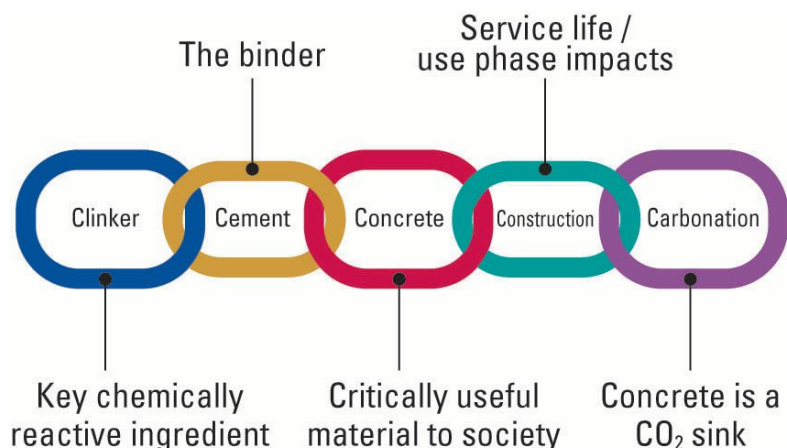 The binder
Service life /
use phase impacts
Clinker
Cement
Concrete
Construction
Carbonation
Key chemically
reactive ingredient
Critically useful
material to society
Concrete is a
CO₂ sink